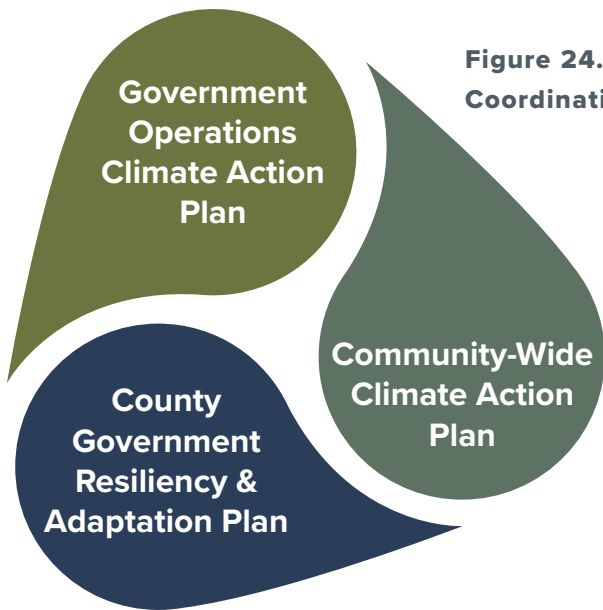 Figure 24.
Government
Operations
Climate Action
Plan
Community-Wide
Climate Action
Plan
County
Government
Resiliency &
Adaptation Plan